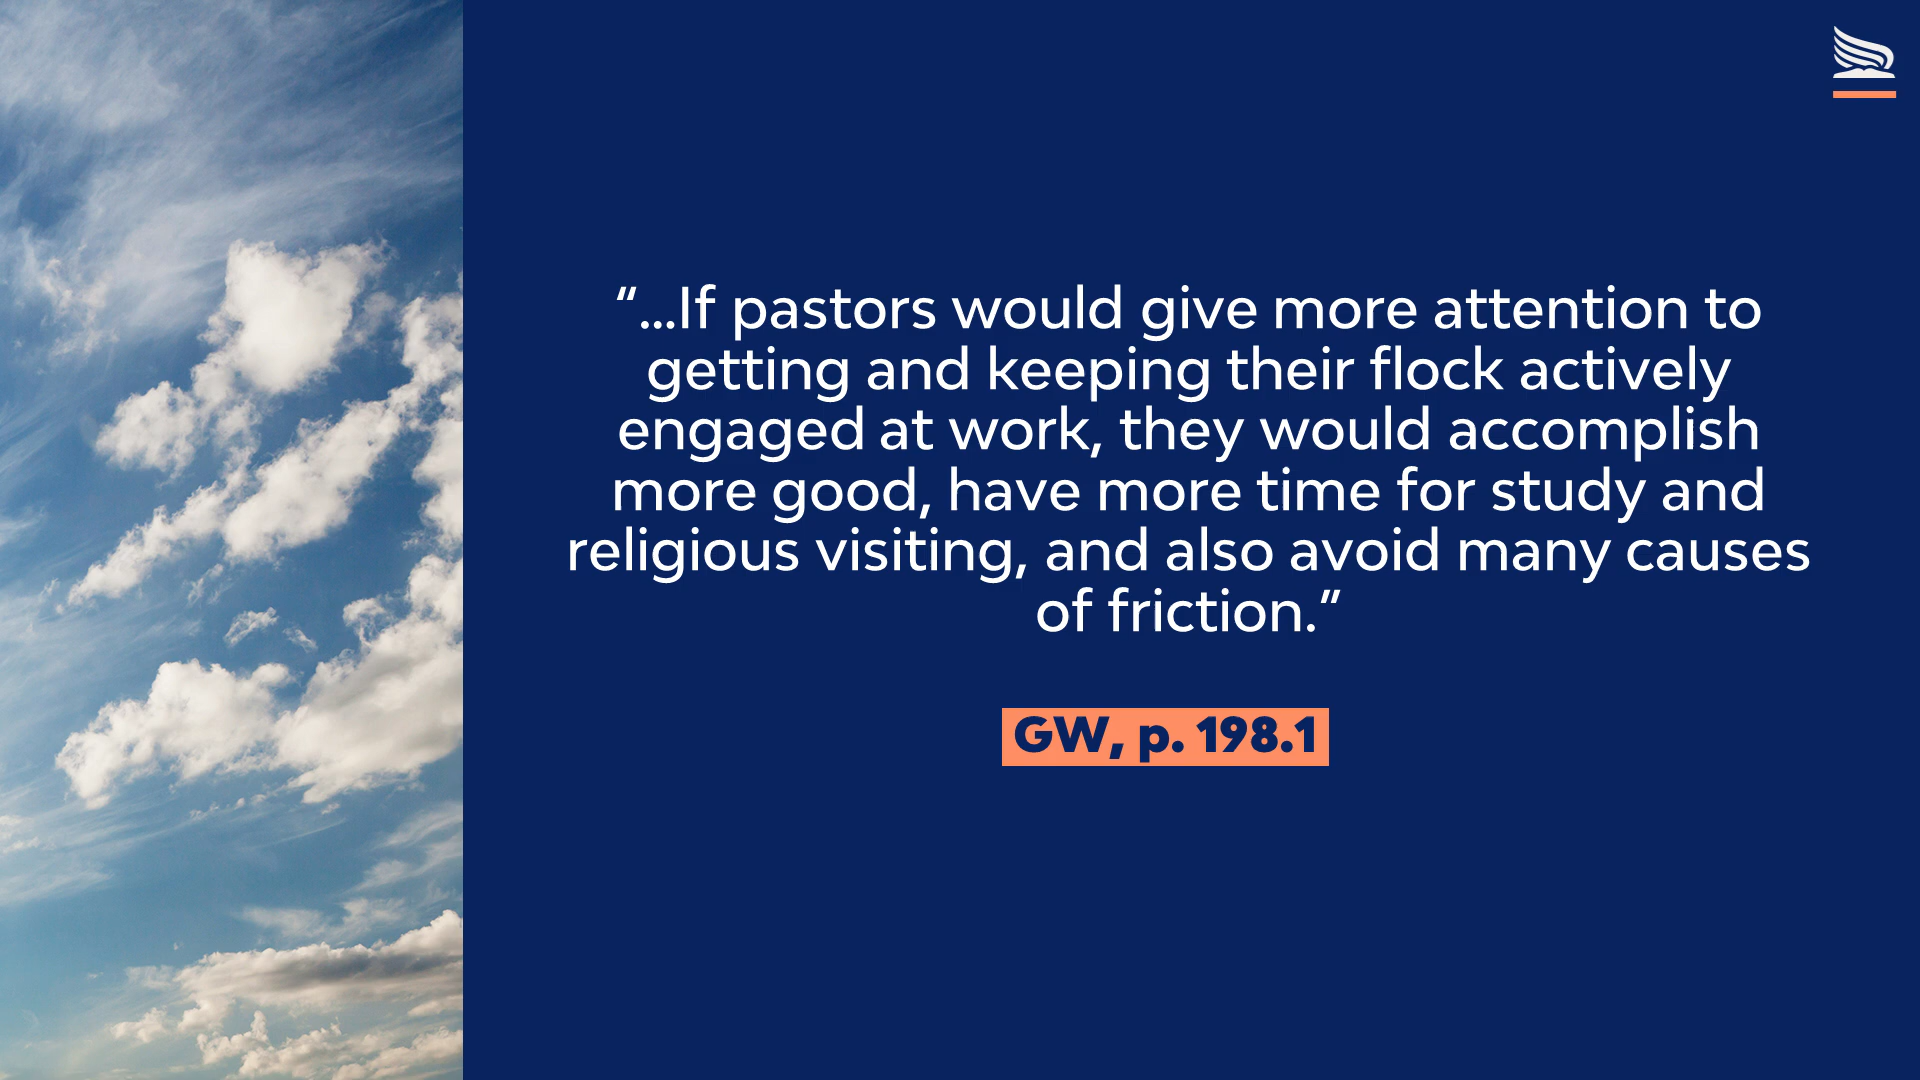 “...If pastors would give more attention to
getting and keeping their flock actively
engaged at work, they would accomplish
more good, have more time for study and
religious visiting, and also avoid many causes
of friction.”
GW, p. 198.1